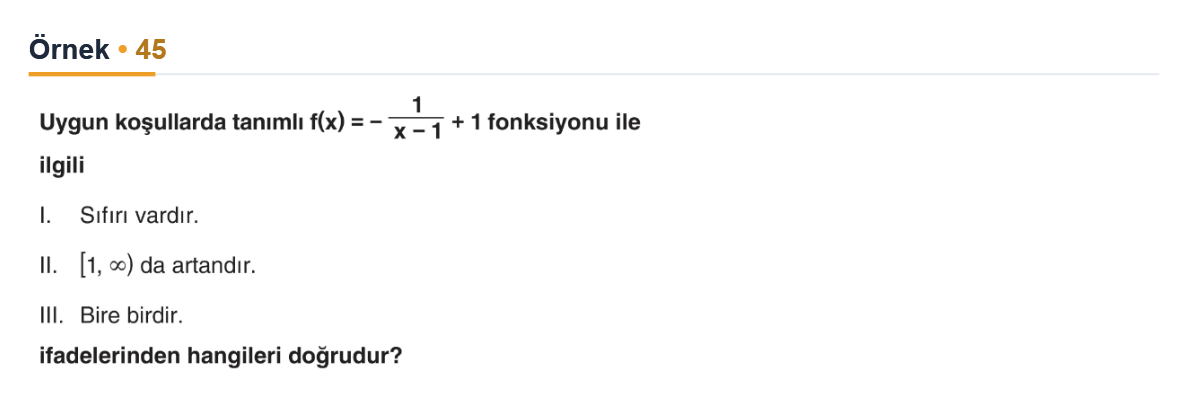 Örnek • 45
Uygun koşullarda tanımlı f(x) = - 1/(x - 1) + 1 fonksiyonu ile
ilgili
I. Sıfırı vardır.
II. [1, ∞) da artandır.
III. Bire birdir.
ifadelerinden hangileri doğrudur?